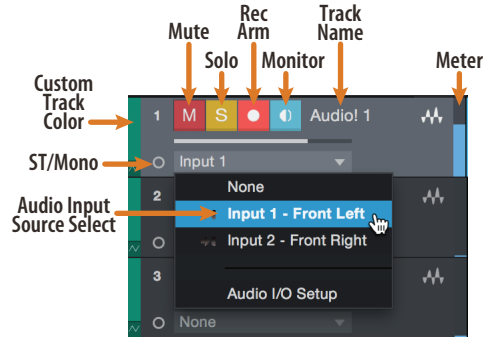 Mute
Solo
Rec
Arm
Monitor
Track
Name
Meter
Custom
Track
Color
1 M S Audio! 1
ST/Mono
Input 1
2
None
Audio Input
Source Select
Input 1 - Front Left
Input 2 - Front Right
3
Audio I/O Setup
None